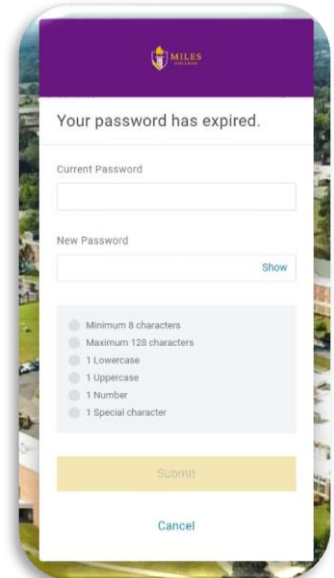 MILES
COLLEGE
Your password has expired.
Current Password
New Password
Show
Minimum 8 characters
Maximum 128 characters
1 Lowercase
1 Uppercase
1 Number
1 Special character
Submit
Cancel